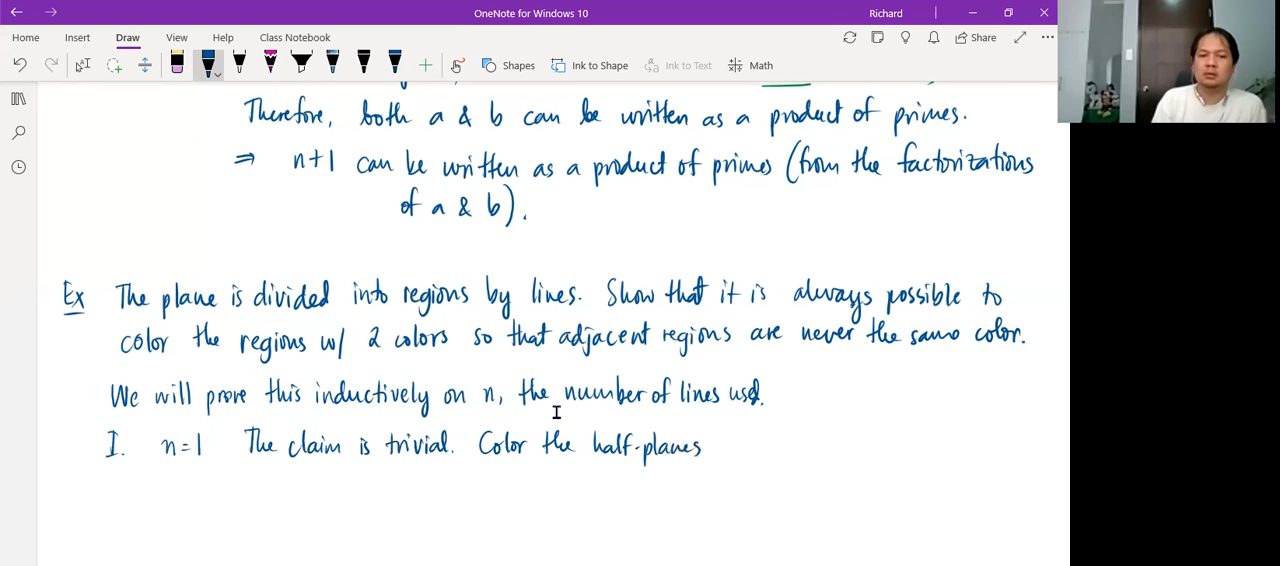 OneNote for Windows 10
Richard
Home Insert Draw View Help Class Notebook
Share
Shapes Ink to Shape Ink to Text Math
Therefore, both a & b can be written as a product of primes.
⇒ n+1 can be written as a product of primes (from the factorizations
of a & b).
Ex The plane is divided into regions by lines. Show that it is always possible to
color the regions w/ 2 colors so that adjacent regions are never the same color.
We will prove this inductively on n, the number of lines used.
I. n=1 The claim is trivial. Color the half-planes